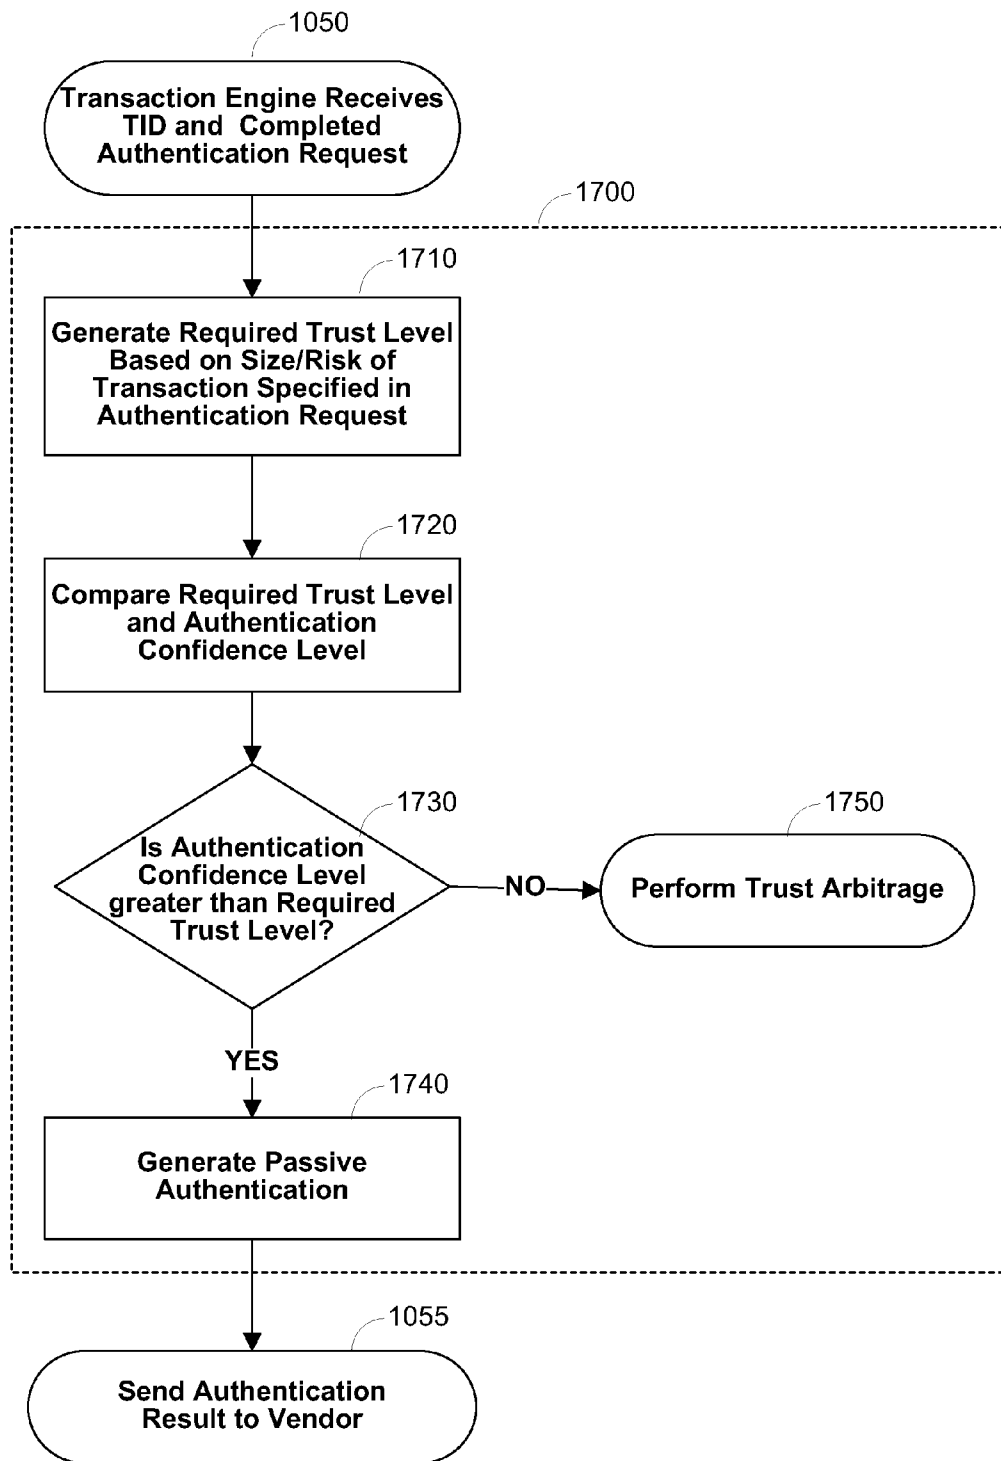 1050
Transaction Engine Receives
TID and Completed
Authentication Request
1700
1710
Generate Required Trust Level
Based on Size/Risk of
Transaction Specified in
Authentication Request
1720
Compare Required Trust Level
and Authentication
Confidence Level
1730
Is Authentication
Confidence Level
greater than Required
Trust Level?
NO
1750
Perform Trust Arbitrage
YES
1740
Generate Passive
Authentication
1055
Send Authentication
Result to Vendor